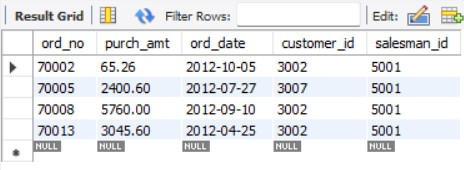 Result Grid Filter Rows: Edit:
ord_no purch_amt ord_date customer_id salesman_id
70002 65.26 2012-10-05 3002 5001
70005 2400.60 2012-07-27 3007 5001
70008 5760.00 2012-09-10 3002 5001
70013 3045.60 2012-04-25 3002 5001
NULL NULL NULL NULL NULL